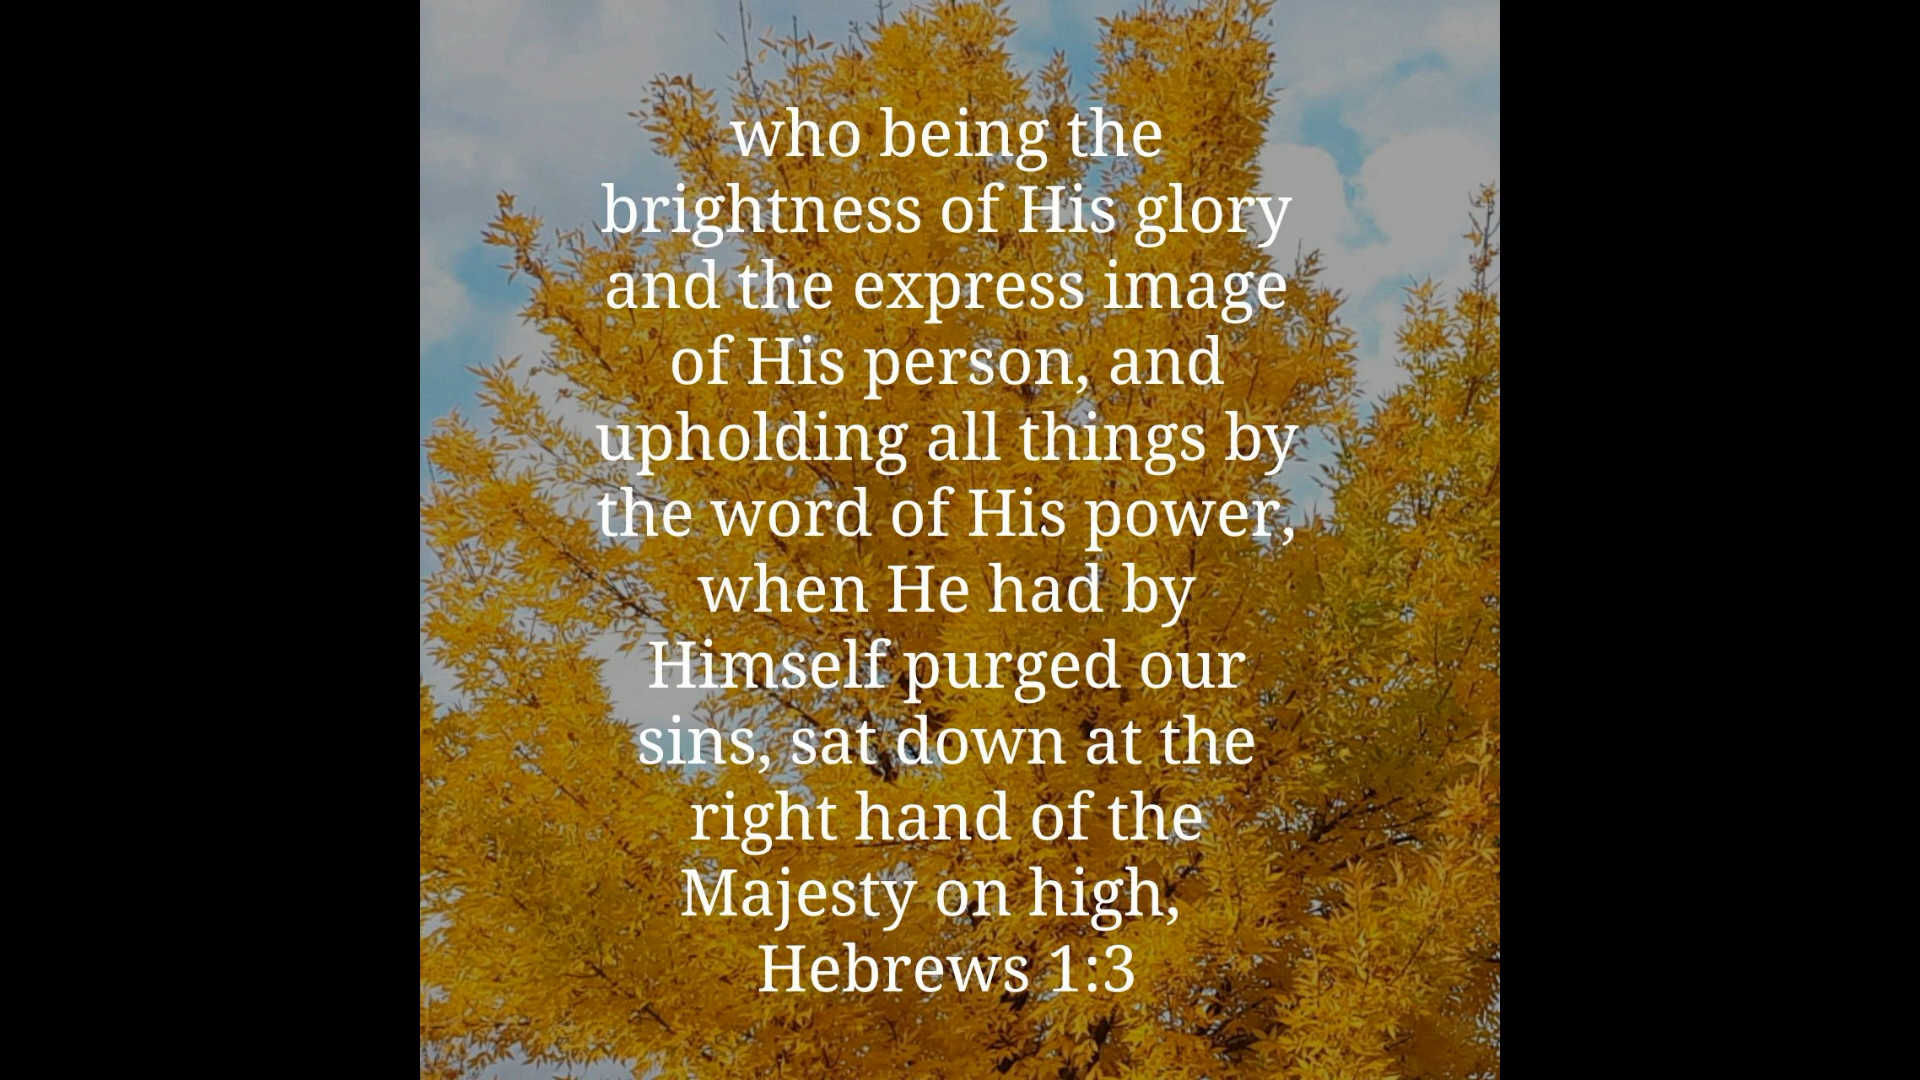 who being the
brightness of His glory
and the express image
of His person, and
upholding all things by
the word of His power,
when He had by
Himself purged our
sins, sat down at the
right hand of the
Majesty on high,
Hebrews 1:3